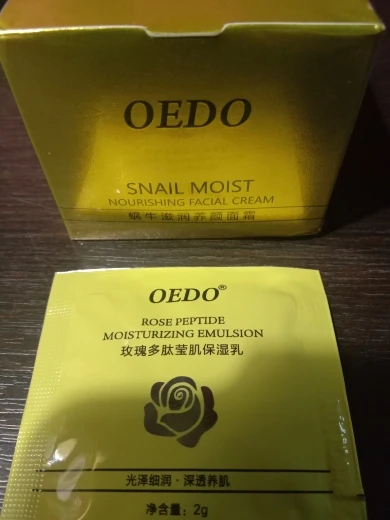 OEDO
SNAIL MOIST
NOURISHING FACIAL CREAM
蜗牛滋润养颜面霜
OEDO®
ROSE PEPTIDE
MOISTURIZING EMULSION
玫瑰多肽莹肌保湿乳
光泽细润·深透养肌
净含量：2g